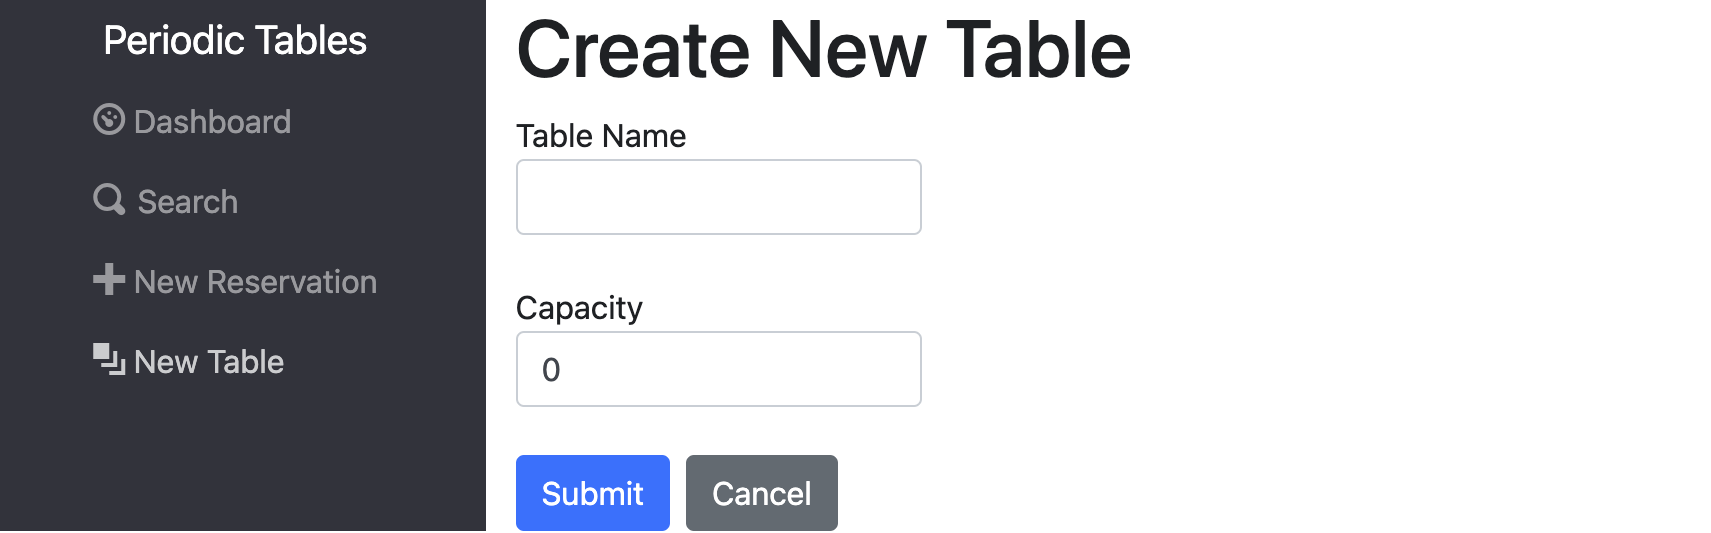 Periodic Tables
Dashboard
Search
New Reservation
New Table
Create New Table
Table Name
Capacity
0
Submit
Cancel